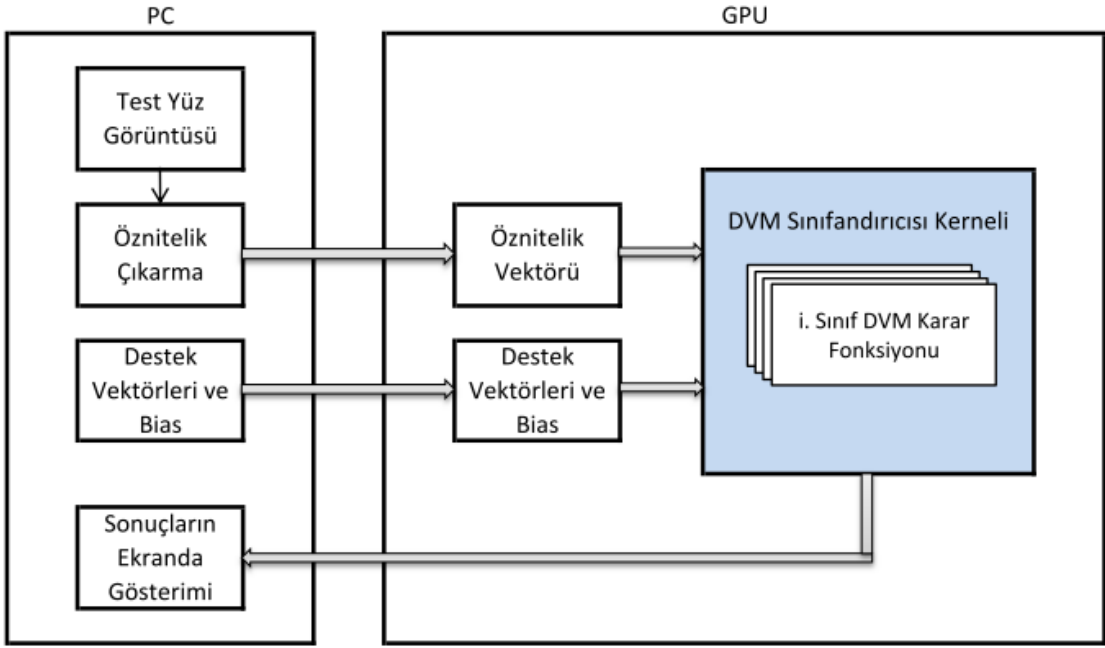 PC
GPU
Test Yüz
Görüntüsü
Öznitelik
Çıkarma
Öznitelik
Vektörü
DVM Sınıfandırıcısı Kerneli
i. Sınıf DVM Karar
Fonksiyonu
Destek
Vektörleri ve
Bias
Destek
Vektörleri ve
Bias
Sonuçların
Ekranda
Gösterimi